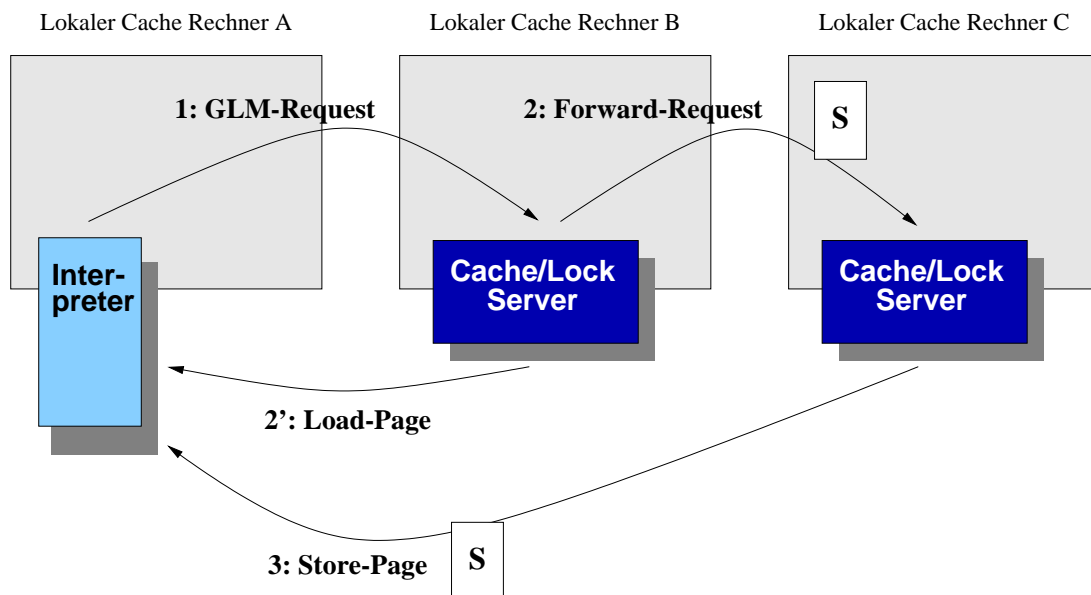 Lokaler Cache Rechner A
Lokaler Cache Rechner B
Lokaler Cache Rechner C
1: GLM-Request
2: Forward-Request
S
Inter-
preter
Cache/Lock
Server
Cache/Lock
Server
2’: Load-Page
3: Store-Page
S